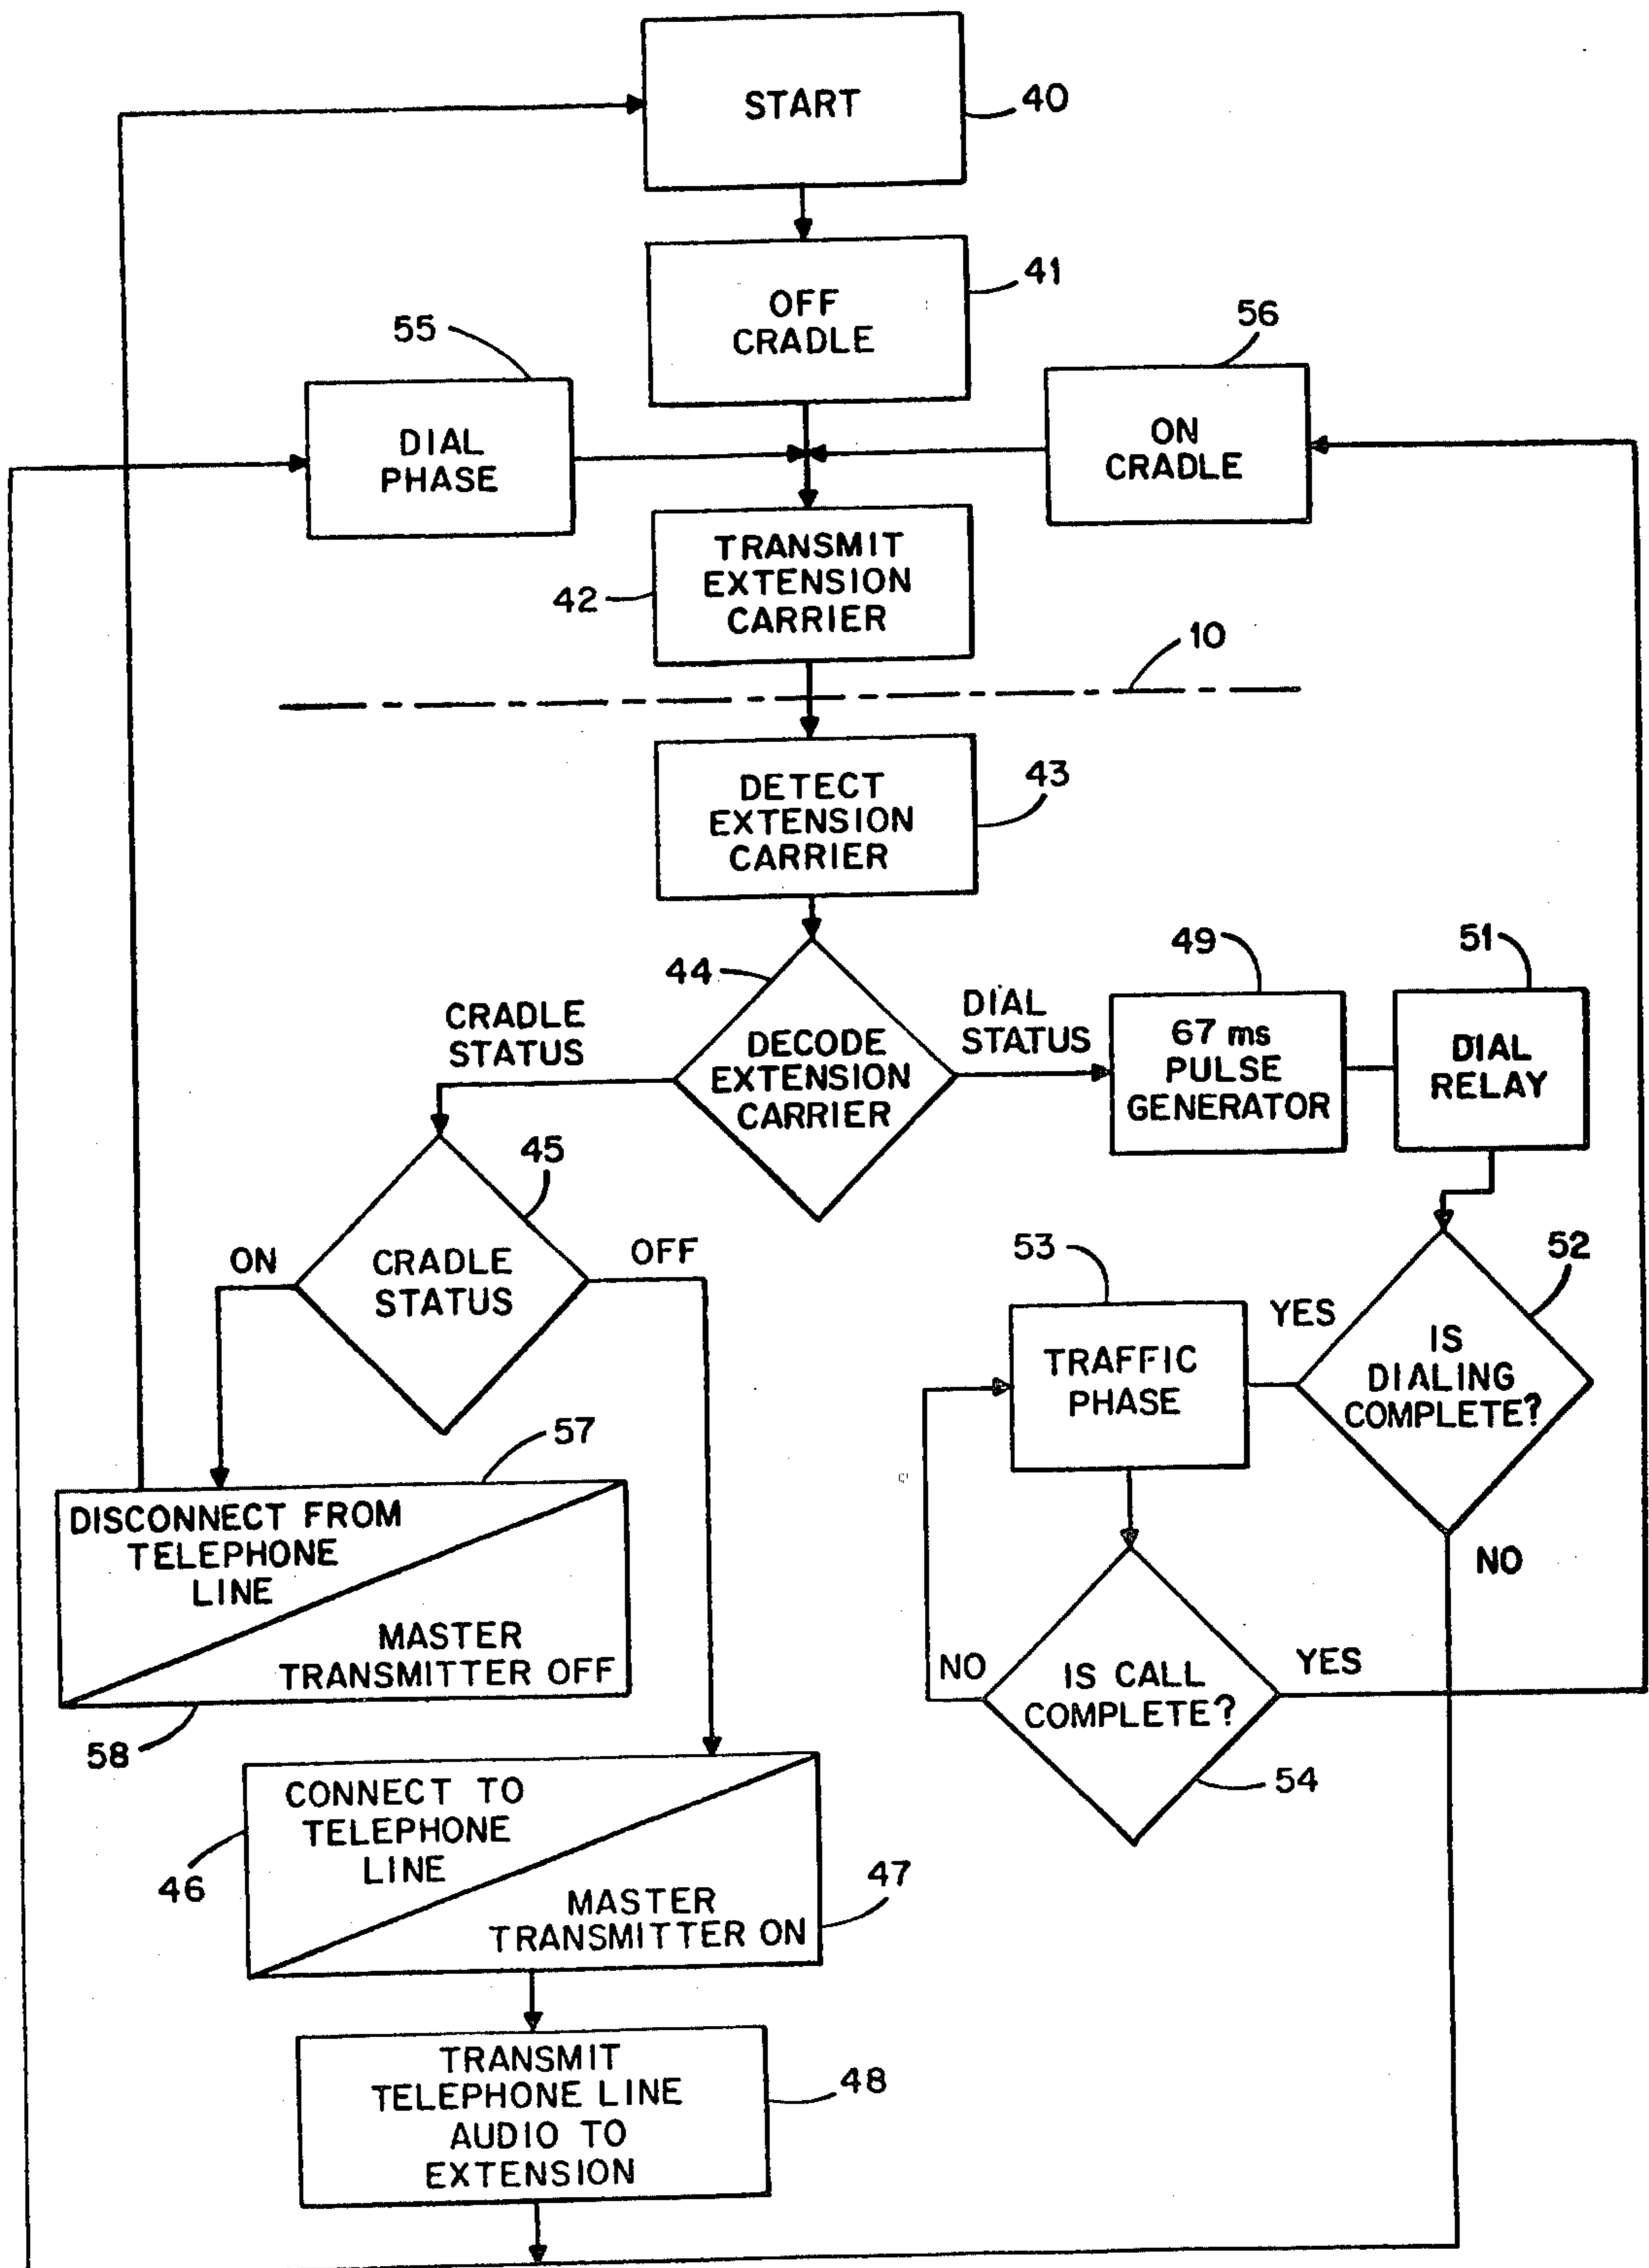 START
40
OFF
CRADLE
41
55
DIAL
PHASE
56
ON
CRADLE
TRANSMIT
EXTENSION
CARRIER
42
10
DETECT
EXTENSION
CARRIER
43
44
DECODE
EXTENSION
CARRIER
CRADLE
STATUS
DIAL
STATUS
49
67 ms
PULSE
GENERATOR
51
DIAL
RELAY
45
CRADLE
STATUS
ON
OFF
53
TRAFFIC
PHASE
YES
52
IS
DIALING
COMPLETE?
NO
57
DISCONNECT FROM
TELEPHONE
LINE
MASTER
TRANSMITTER OFF
58
NO
IS CALL
COMPLETE?
YES
54
CONNECT TO
TELEPHONE
LINE
46
MASTER
TRANSMITTER ON
47
TRANSMIT
TELEPHONE LINE
AUDIO TO
EXTENSION
48